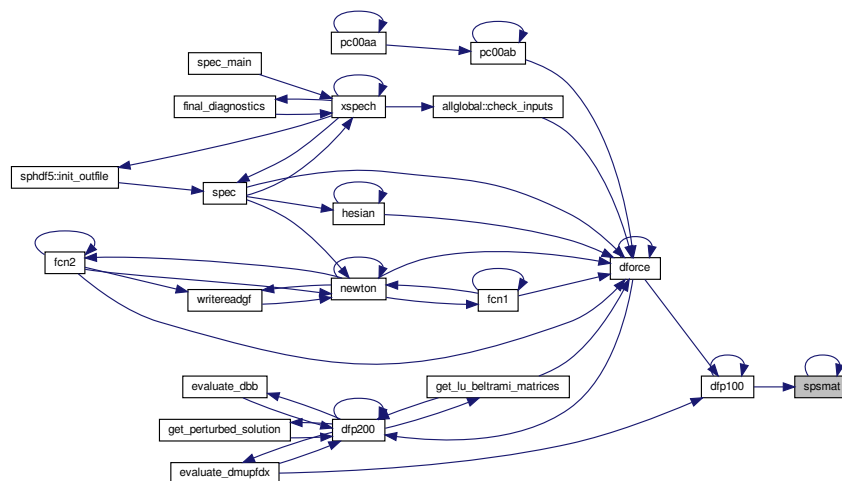 pc00aa
pc00ab
spec_main
final_diagnostics
xspech
allglobal::check_inputs
sphdf5::init_outfile
spec
hesian
fcn2
dforce
newton
writereadgf
fcn1
evaluate_dbb
get_lu_beltrami_matrices
dfp100
spsmat
get_perturbed_solution
dfp200
evaluate_dmupfdx